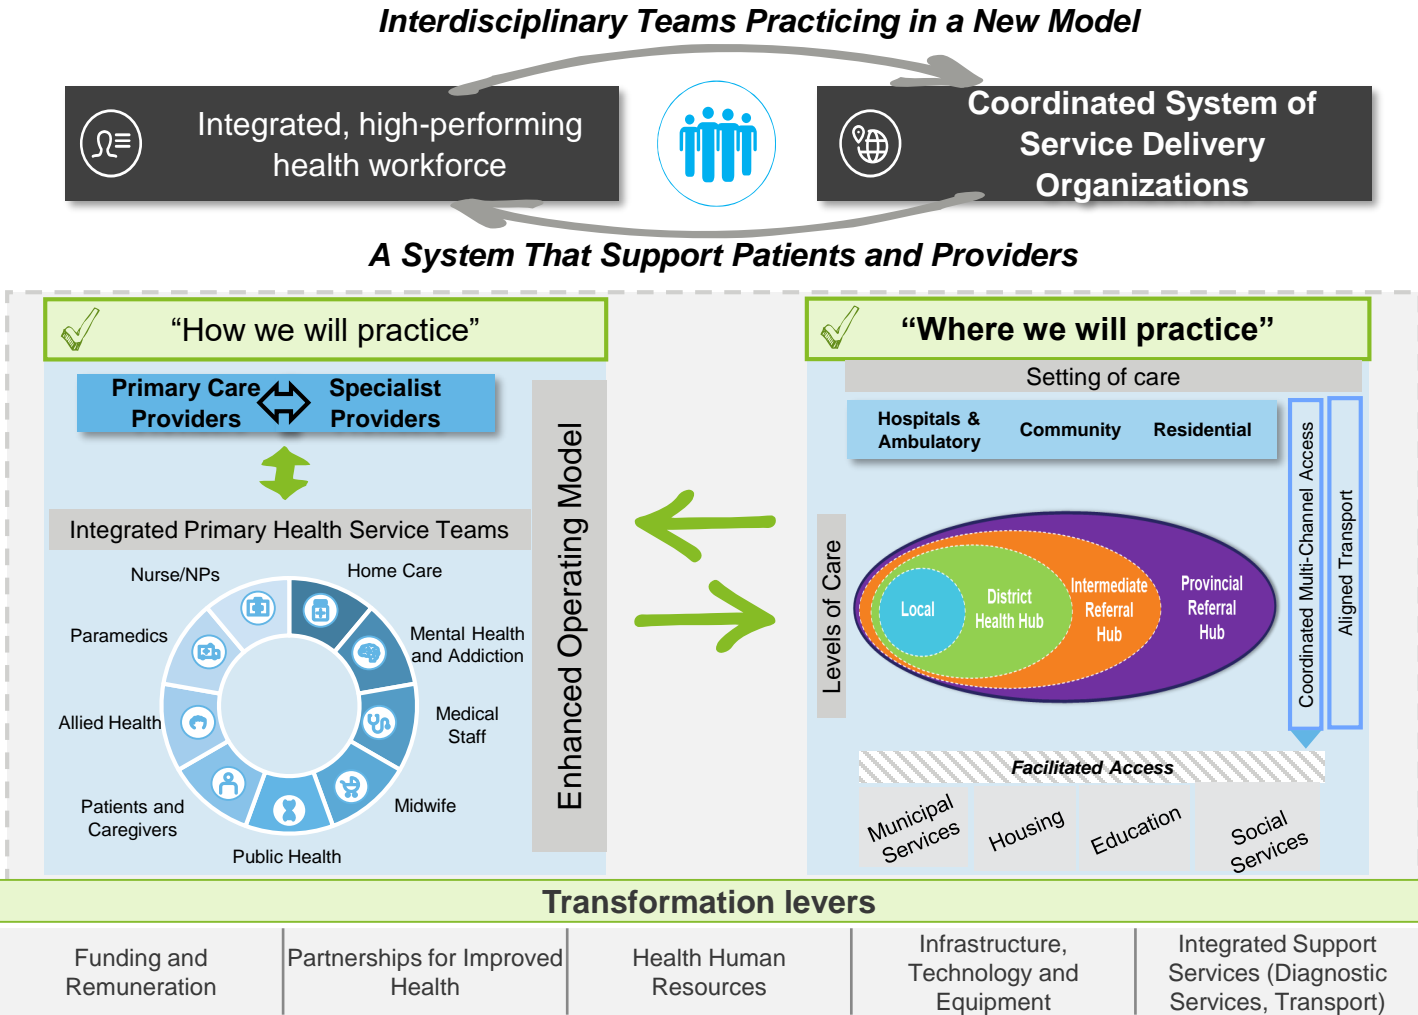 Interdisciplinary Teams Practicing in a New Model
Integrated, high-performing
health workforce
Coordinated System of
Service Delivery
Organizations
A System That Support Patients and Providers
“How we will practice”
Primary Care
Providers
Specialist
Providers
Integrated Primary Health Service Teams
Nurse/NPs
Home Care
Paramedics
Mental Health
and Addiction
Allied Health
Medical
Staff
Patients and
Caregivers
Midwife
Public Health
Enhanced Operating Model
“Where we will practice”
Setting of care
Hospitals &
Ambulatory
Community
Residential
Levels of Care
Local
District
Health Hub
Intermediate
Referral
Hub
Provincial
Referral
Hub
Coordinated Multi-Channel Access
Aligned Transport
Facilitated Access
Municipal
Services
Housing
Education
Social
Services
Transformation levers
Funding and
Remuneration
Partnerships for Improved
Health
Health Human
Resources
Infrastructure,
Technology and
Equipment
Integrated Support
Services (Diagnostic
Services, Transport)